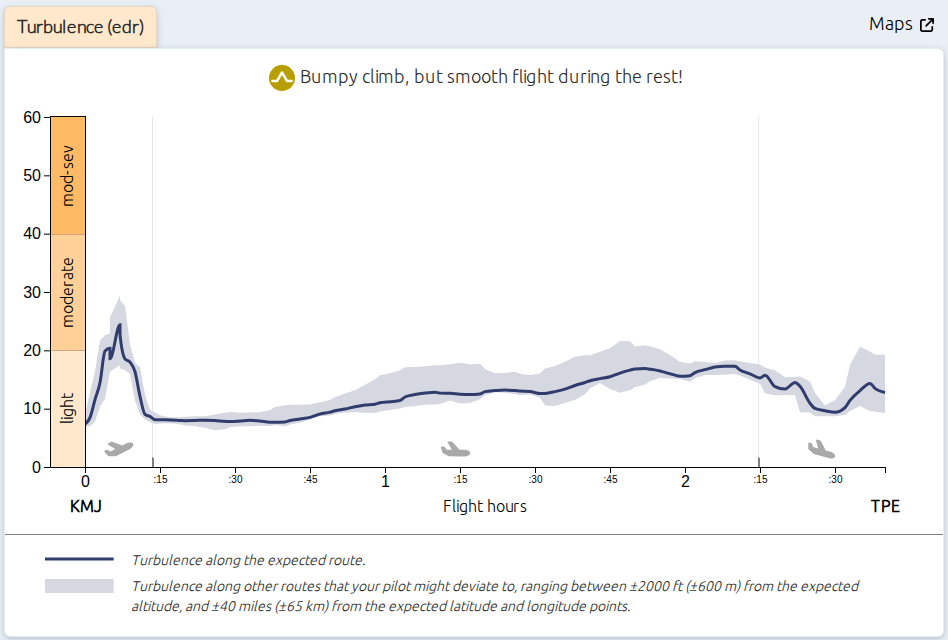 Turbulence (edr)
Maps
Bumpy climb, but smooth flight during the rest!
60
50
40
30
20
10
0
mod-sev
moderate
light
0 :15 :30 :45 1 :15 :30 :45 2 :15 :30
KMJ Flight hours TPE
Turbulence along the expected route.
Turbulence along other routes that your pilot might deviate to, ranging between ±2000 ft (±600 m) from the expected
altitude, and ±40 miles (±65 km) from the expected latitude and longitude points.